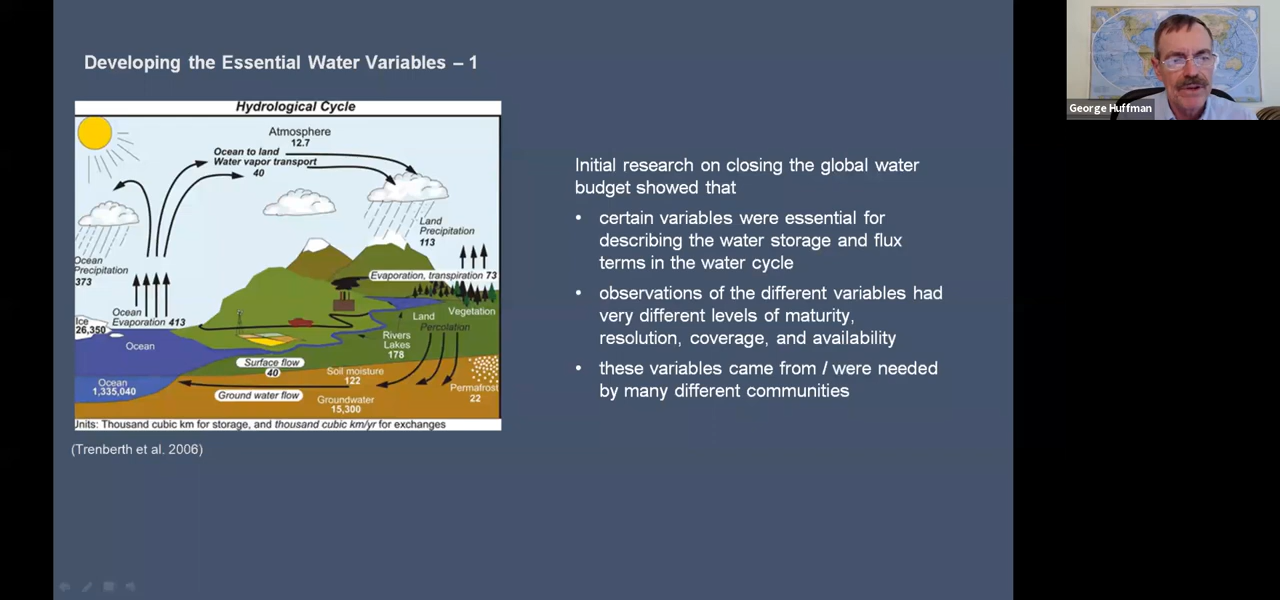 Developing the Essential Water Variables – 1
Hydrological Cycle
Atmosphere
12.7
Ocean to land
Water vapor transport
40
Land
Precipitation
113
Ocean
Precipitation
373
Evaporation, transpiration 73
Ocean
Evaporation 413
Ice
26,350
Land
Vegetation
Percolation
Ocean
Rivers
Lakes
178
Surface flow
40
Soil moisture
122
Ocean
1,335,040
Permafrost
22
Ground water flow
Groundwater
15,300
Units: Thousand cubic km for storage, and thousand cubic km/yr for exchanges
(Trenberth et al. 2006)
Initial research on closing the global water
budget showed that
• certain variables were essential for
describing the water storage and flux
terms in the water cycle
• observations of the different variables had
very different levels of maturity,
resolution, coverage, and availability
• these variables came from / were needed
by many different communities
George Huffman